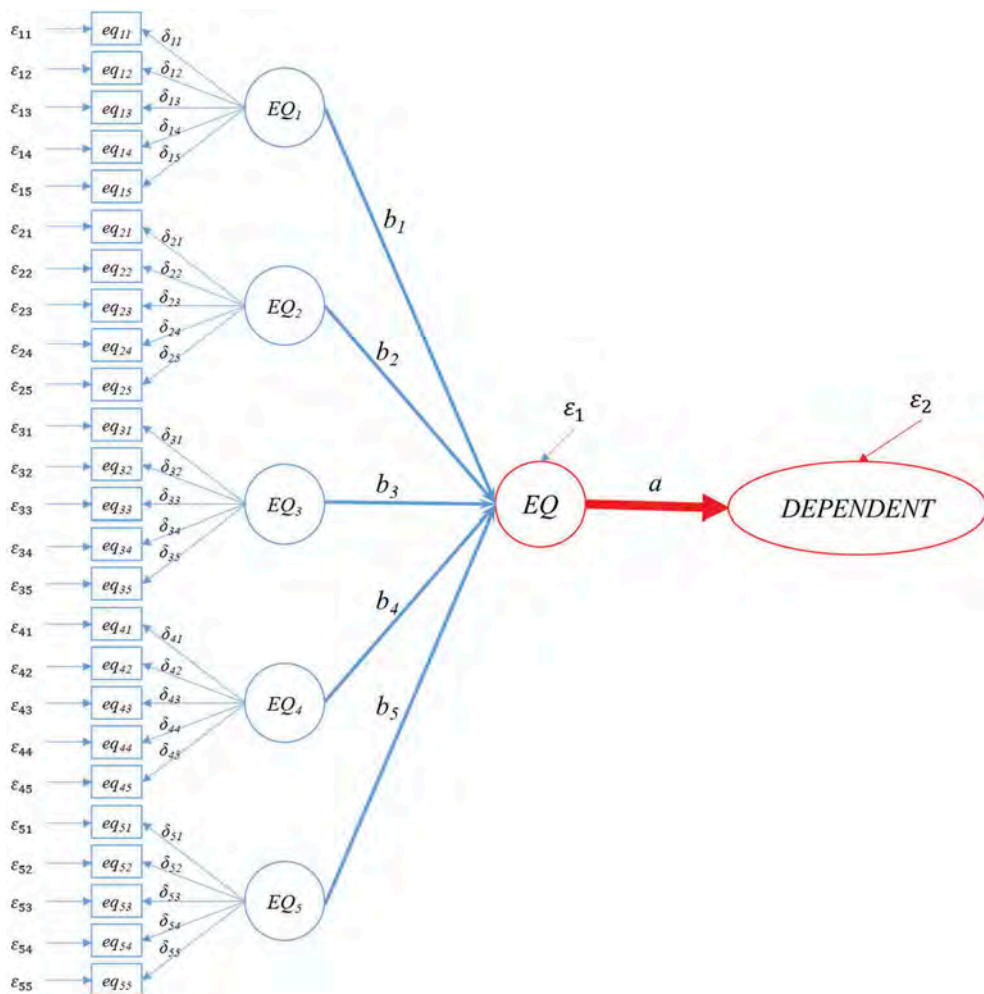 ε₁₁ eq₁₁ δ₁₁
ε₁₂ eq₁₂ δ₁₂
ε₁₃ eq₁₃ δ₁₃ EQ₁
ε₁₄ eq₁₄ δ₁₄
ε₁₅ eq₁₅ δ₁₅
b₁
ε₂₁ eq₂₁ δ₂₁
ε₂₂ eq₂₂ δ₂₂
ε₂₃ eq₂₃ δ₂₃ EQ₂
ε₂₄ eq₂₄ δ₂₄ b₂
ε₂₅ eq₂₅ δ₂₅
ε₃₁ eq₃₁ δ₃₁ ε₁ ε₂
ε₃₂ eq₃₂ δ₃₂
b₃ a
ε₃₃ eq₃₃ δ₃₃ EQ₃ EQ DEPENDENT
ε₃₄ eq₃₄ δ₃₄
ε₃₅ eq₃₅ δ₃₅
b₄
ε₄₁ eq₄₁ δ₄₁
ε₄₂ eq₄₂ δ₄₂
ε₄₃ eq₄₃ δ₄₃ EQ₄ b₅
ε₄₄ eq₄₄ δ₄₄
ε₄₅ eq₄₅ δ₄₅
ε₅₁ eq₅₁ δ₅₁
ε₅₂ eq₅₂ δ₅₂
ε₅₃ eq₅₃ δ₅₃ EQ₅
ε₅₄ eq₅₄ δ₅₄
ε₅₅ eq₅₅ δ₅₅